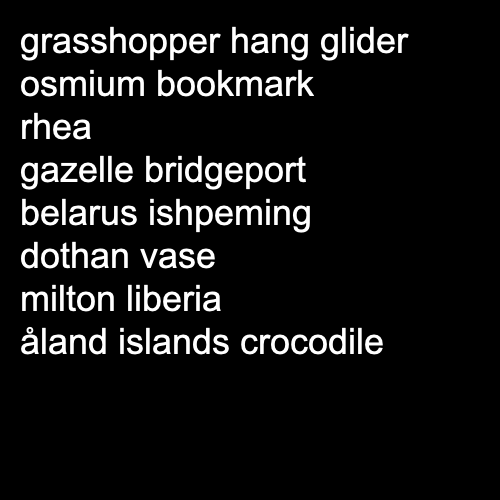 grasshopper hang glider
osmium bookmark
rhea
gazelle bridgeport
belarus ishpeming
dothan vase
milton liberia
åland islands crocodile